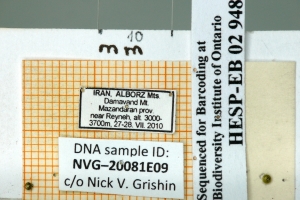 10
mm
IRAN, ALBORZ Mts.
Damavand Mt.
Mazandaran prov.
near Reyneh, alt. 3000-
3700m, 27-28. VII. 2010
DNA sample ID:
NVG–20081E09
c/o Nick V. Grishin
Sequenced for Barcoding at
Biodiversity Institute of Ontario
HESP-EB 02 948